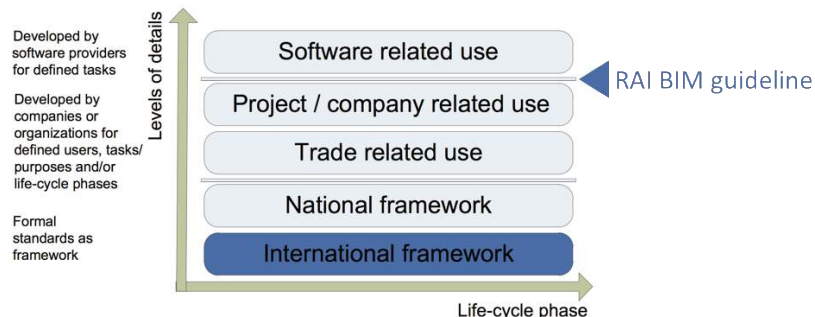 Developed by
software providers
for defined tasks
Developed by
companies or
organizations for
defined users, tasks/
purposes and/or
life-cycle phases
Formal
standards as
framework
Levels of details
Software related use
Project / company related use
Trade related use
National framework
International framework
Life-cycle phase
RAI BIM guideline